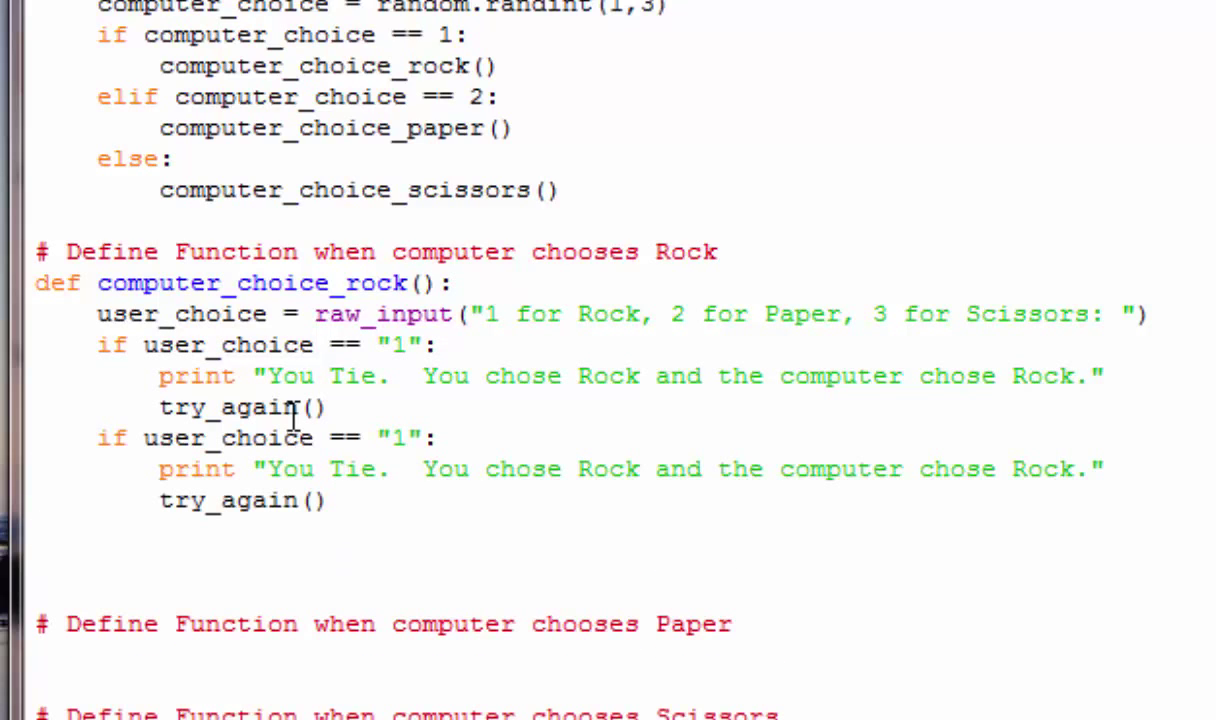 computer_choice = random.randint(1,3)
if computer_choice == 1:
computer_choice_rock()
elif computer_choice == 2:
computer_choice_paper()
else:
computer_choice_scissors()
# Define Function when computer chooses Rock
def computer_choice_rock():
user_choice = raw_input("1 for Rock, 2 for Paper, 3 for Scissors: ")
if user_choice == "1":
print "You Tie.  You chose Rock and the computer chose Rock."
try_again()
if user_choice == "1":
print "You Tie.  You chose Rock and the computer chose Rock."
try_again()
# Define Function when computer chooses Paper
# Define Function when computer chooses Scissors